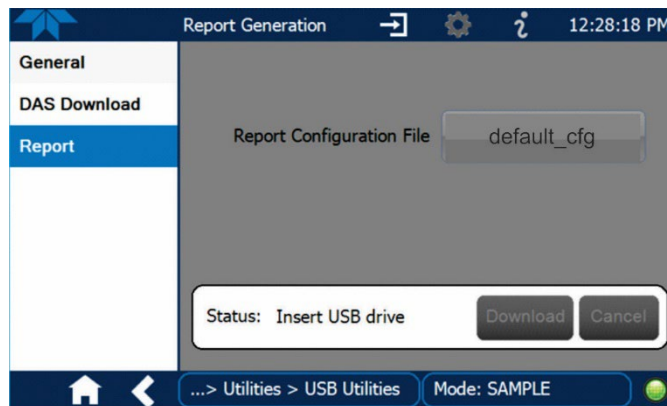 Report Generation
12:28:18 PM
General
DAS Download
Report
Report Configuration File
default_cfg
Status: Insert USB drive
Download
Cancel
...> Utilities > USB Utilities
Mode: SAMPLE